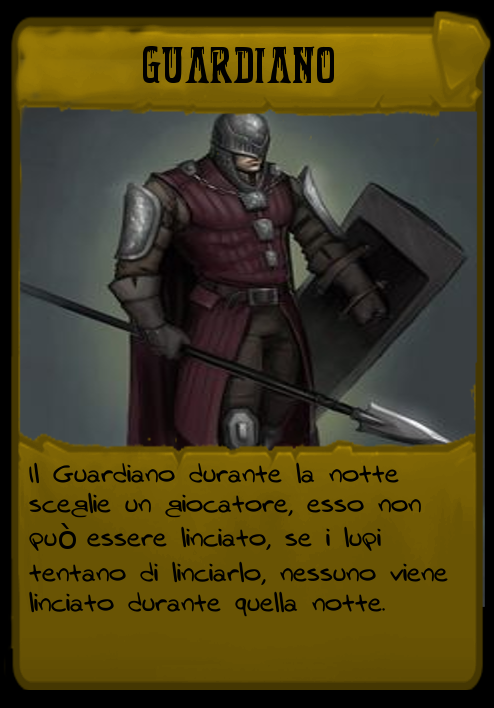 GUARDIANO
Il Guardiano durante la notte
sceglie un giocatore, esso non
può essere linciato, se i lupi
tentano di linciarlo, nessuno viene
linciato durante quella notte.